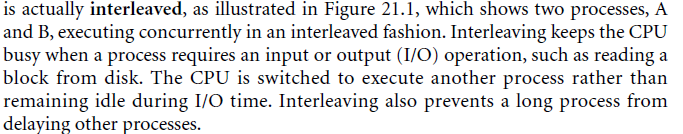 is actually interleaved, as illustrated in Figure 21.1, which shows two processes, A
and B, executing concurrently in an interleaved fashion. Interleaving keeps the CPU
busy when a process requires an input or output (I/O) operation, such as reading a
block from disk. The CPU is switched to execute another process rather than
remaining idle during I/O time. Interleaving also prevents a long process from
delaying other processes.